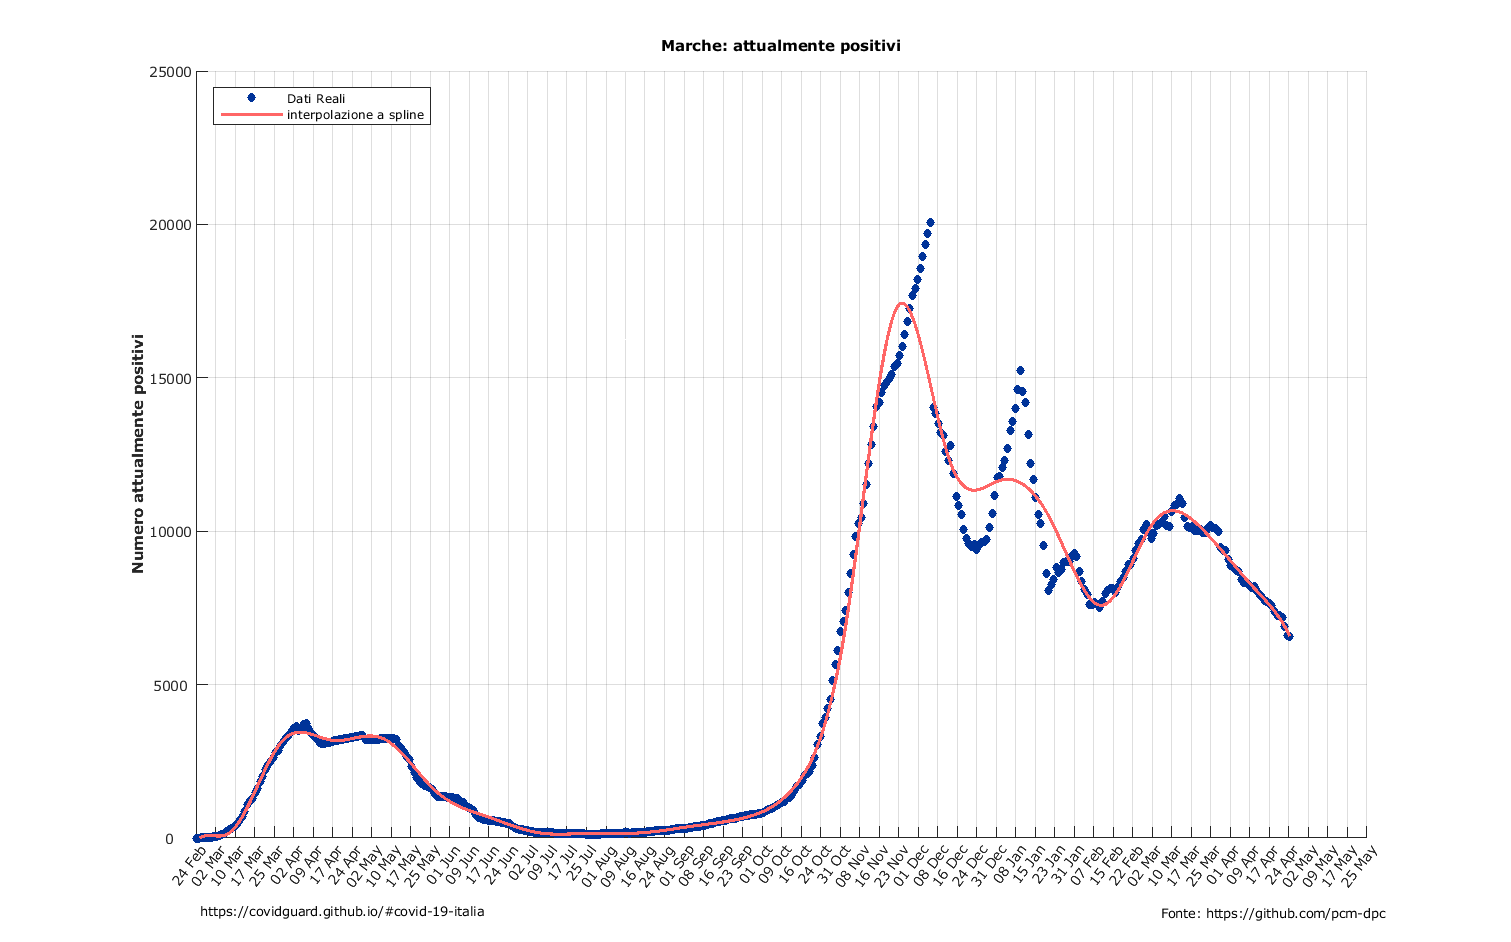 Marche: attualmente positivi
25000
Dati Reali
interpolazione a spline
20000
15000
Numero attualmente positivi
10000
5000
0
24 Feb
02 Mar
10 Mar
17 Mar
25 Mar
02 Apr
09 Apr
17 Apr
24 Apr
02 May
10 May
17 May
25 May
01 Jun
09 Jun
17 Jun
24 Jun
02 Jul
09 Jul
17 Jul
25 Jul
01 Aug
09 Aug
16 Aug
24 Aug
01 Sep
08 Sep
16 Sep
23 Sep
01 Oct
09 Oct
16 Oct
24 Oct
31 Oct
08 Nov
16 Nov
23 Nov
01 Dec
08 Dec
16 Dec
24 Dec
31 Dec
08 Jan
15 Jan
23 Jan
31 Jan
07 Feb
15 Feb
22 Feb
02 Mar
10 Mar
17 Mar
25 Mar
01 Apr
09 Apr
17 Apr
24 Apr
02 May
09 May
17 May
25 May
https://covidguard.github.io/#covid-19-italia
Fonte: https://github.com/pcm-dpc